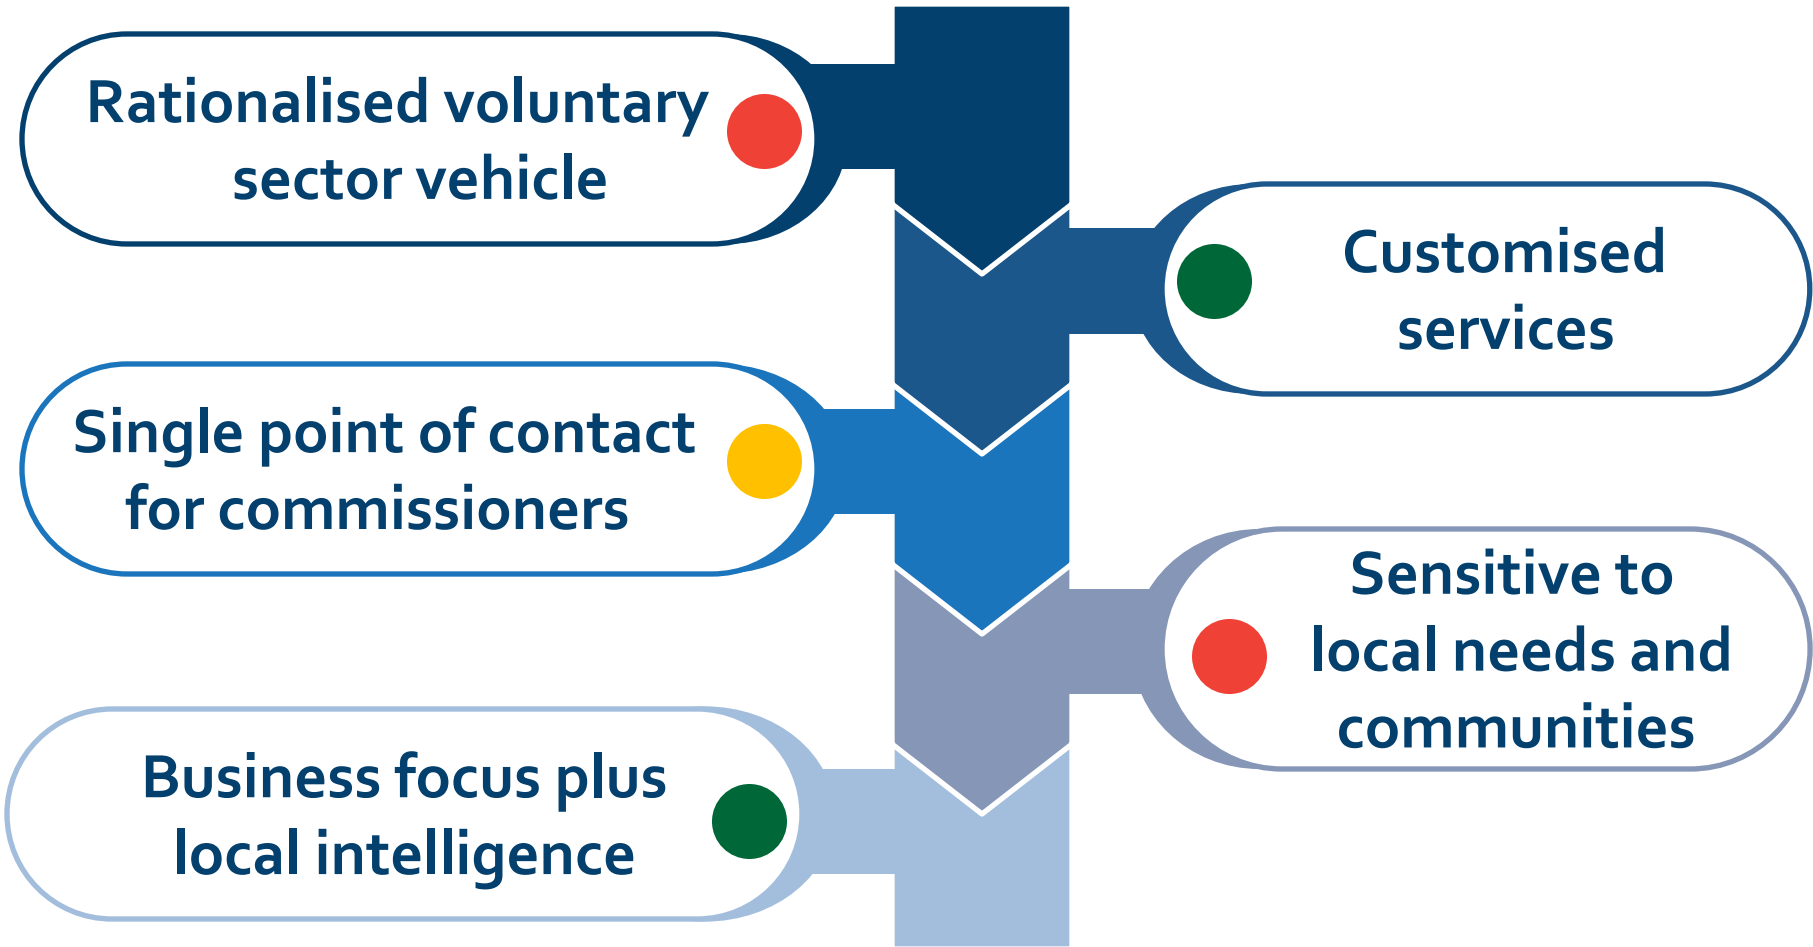 Rationalised voluntary
sector vehicle
Customised
services
Single point of contact
for commissioners
Sensitive to
local needs and
communities
Business focus plus
local intelligence